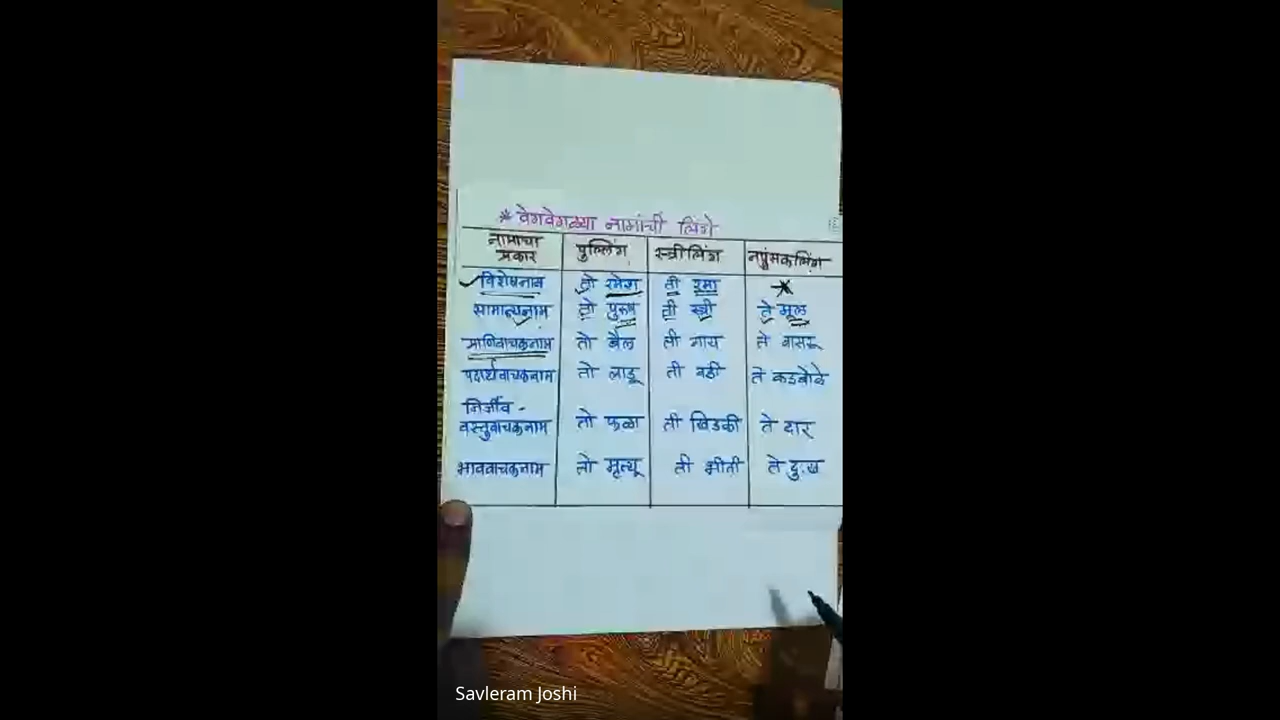 * वेगवेगळ्या नामांची लिंगे
नामाचा प्रकार पुल्लिंग स्त्रीलिंग नपुंसकलिंग
विशेषनाम तो रमेश ती रमा *
सामान्यनाम तो पुरुष ती स्त्री ते मूल
प्राणिवाचकनाम तो बैल ती गाय ते वासरू
पदार्थवाचकनाम तो लाडू ती वडी ते कडबोळे
निर्जीव -
वस्तुवाचकनाम तो फळा ती खिडकी ते दार
भाववाचकनाम तो मृत्यू ती भीती ते दु:ख
Savleram Joshi